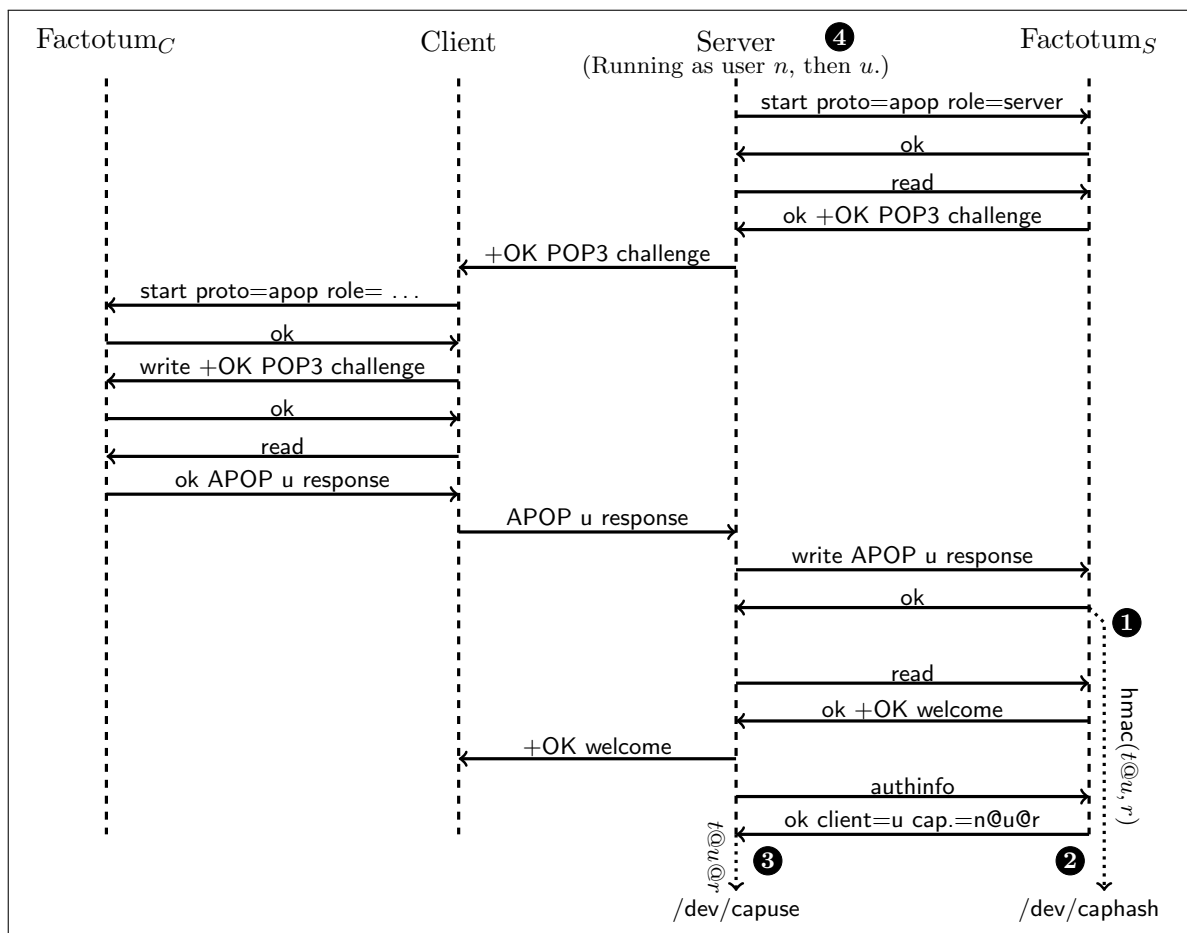 Factotum_C Client Server ❹ Factotum_S
(Running as user n, then u.)
start proto=apop role=server
ok
read
ok +OK POP3 challenge
+OK POP3 challenge
start proto=apop role= ...
ok
write +OK POP3 challenge
ok
read
ok APOP u response
APOP u response
write APOP u response
ok
❶
read
ok +OK welcome
+OK welcome
hmac(t@u, r)
authinfo
ok client=u cap.=n@u@r
t@u@r
❸ ❷
/dev/capuse /dev/caphash